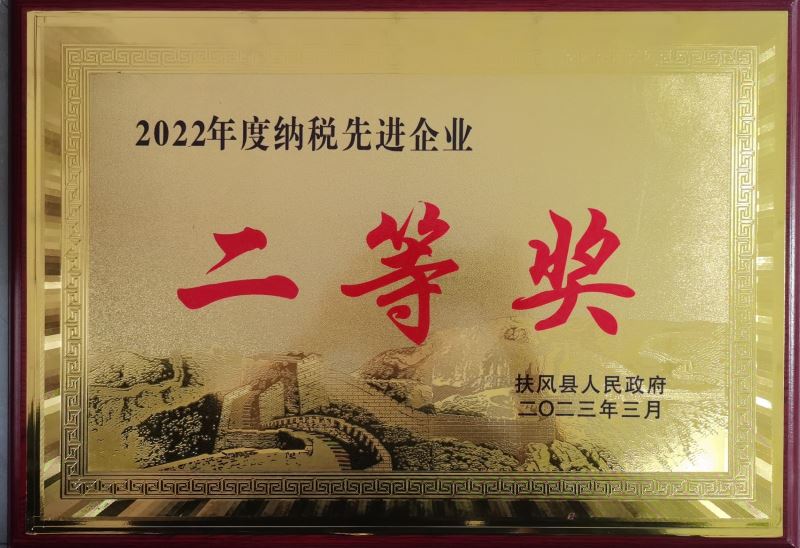 2022年度纳税先进企业
二等奖
扶风县人民政府
二〇二三年三月